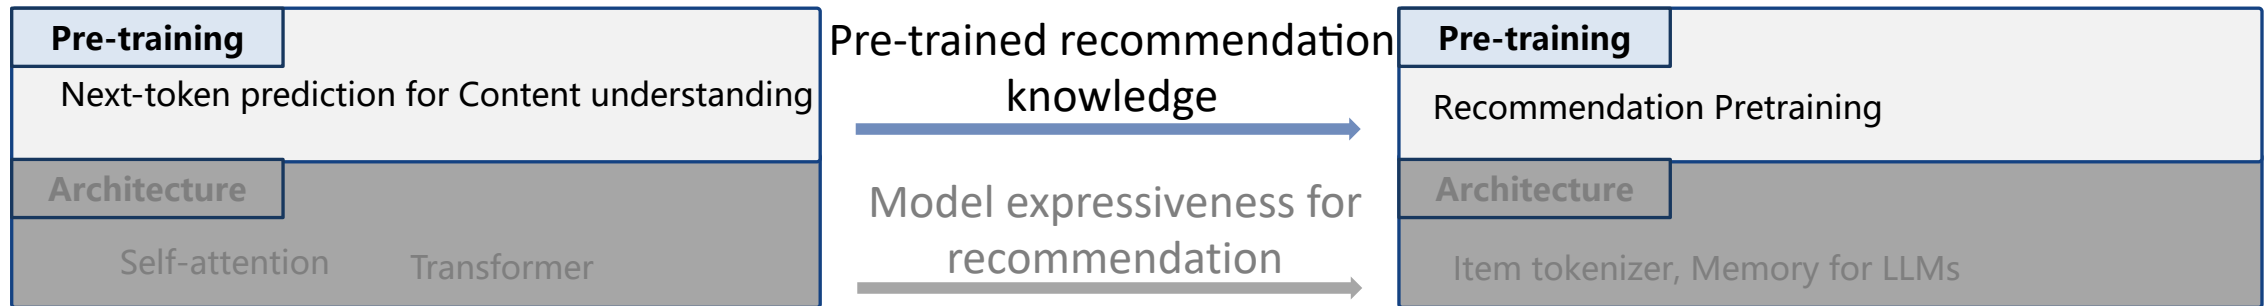 Pre-training
Next-token prediction for Content understanding
Architecture
Self-attention
Transformer
Pre-trained recommendation
knowledge
Model expressiveness for
recommendation
Pre-training
Recommendation Pretraining
Architecture
Item tokenizer, Memory for LLMs